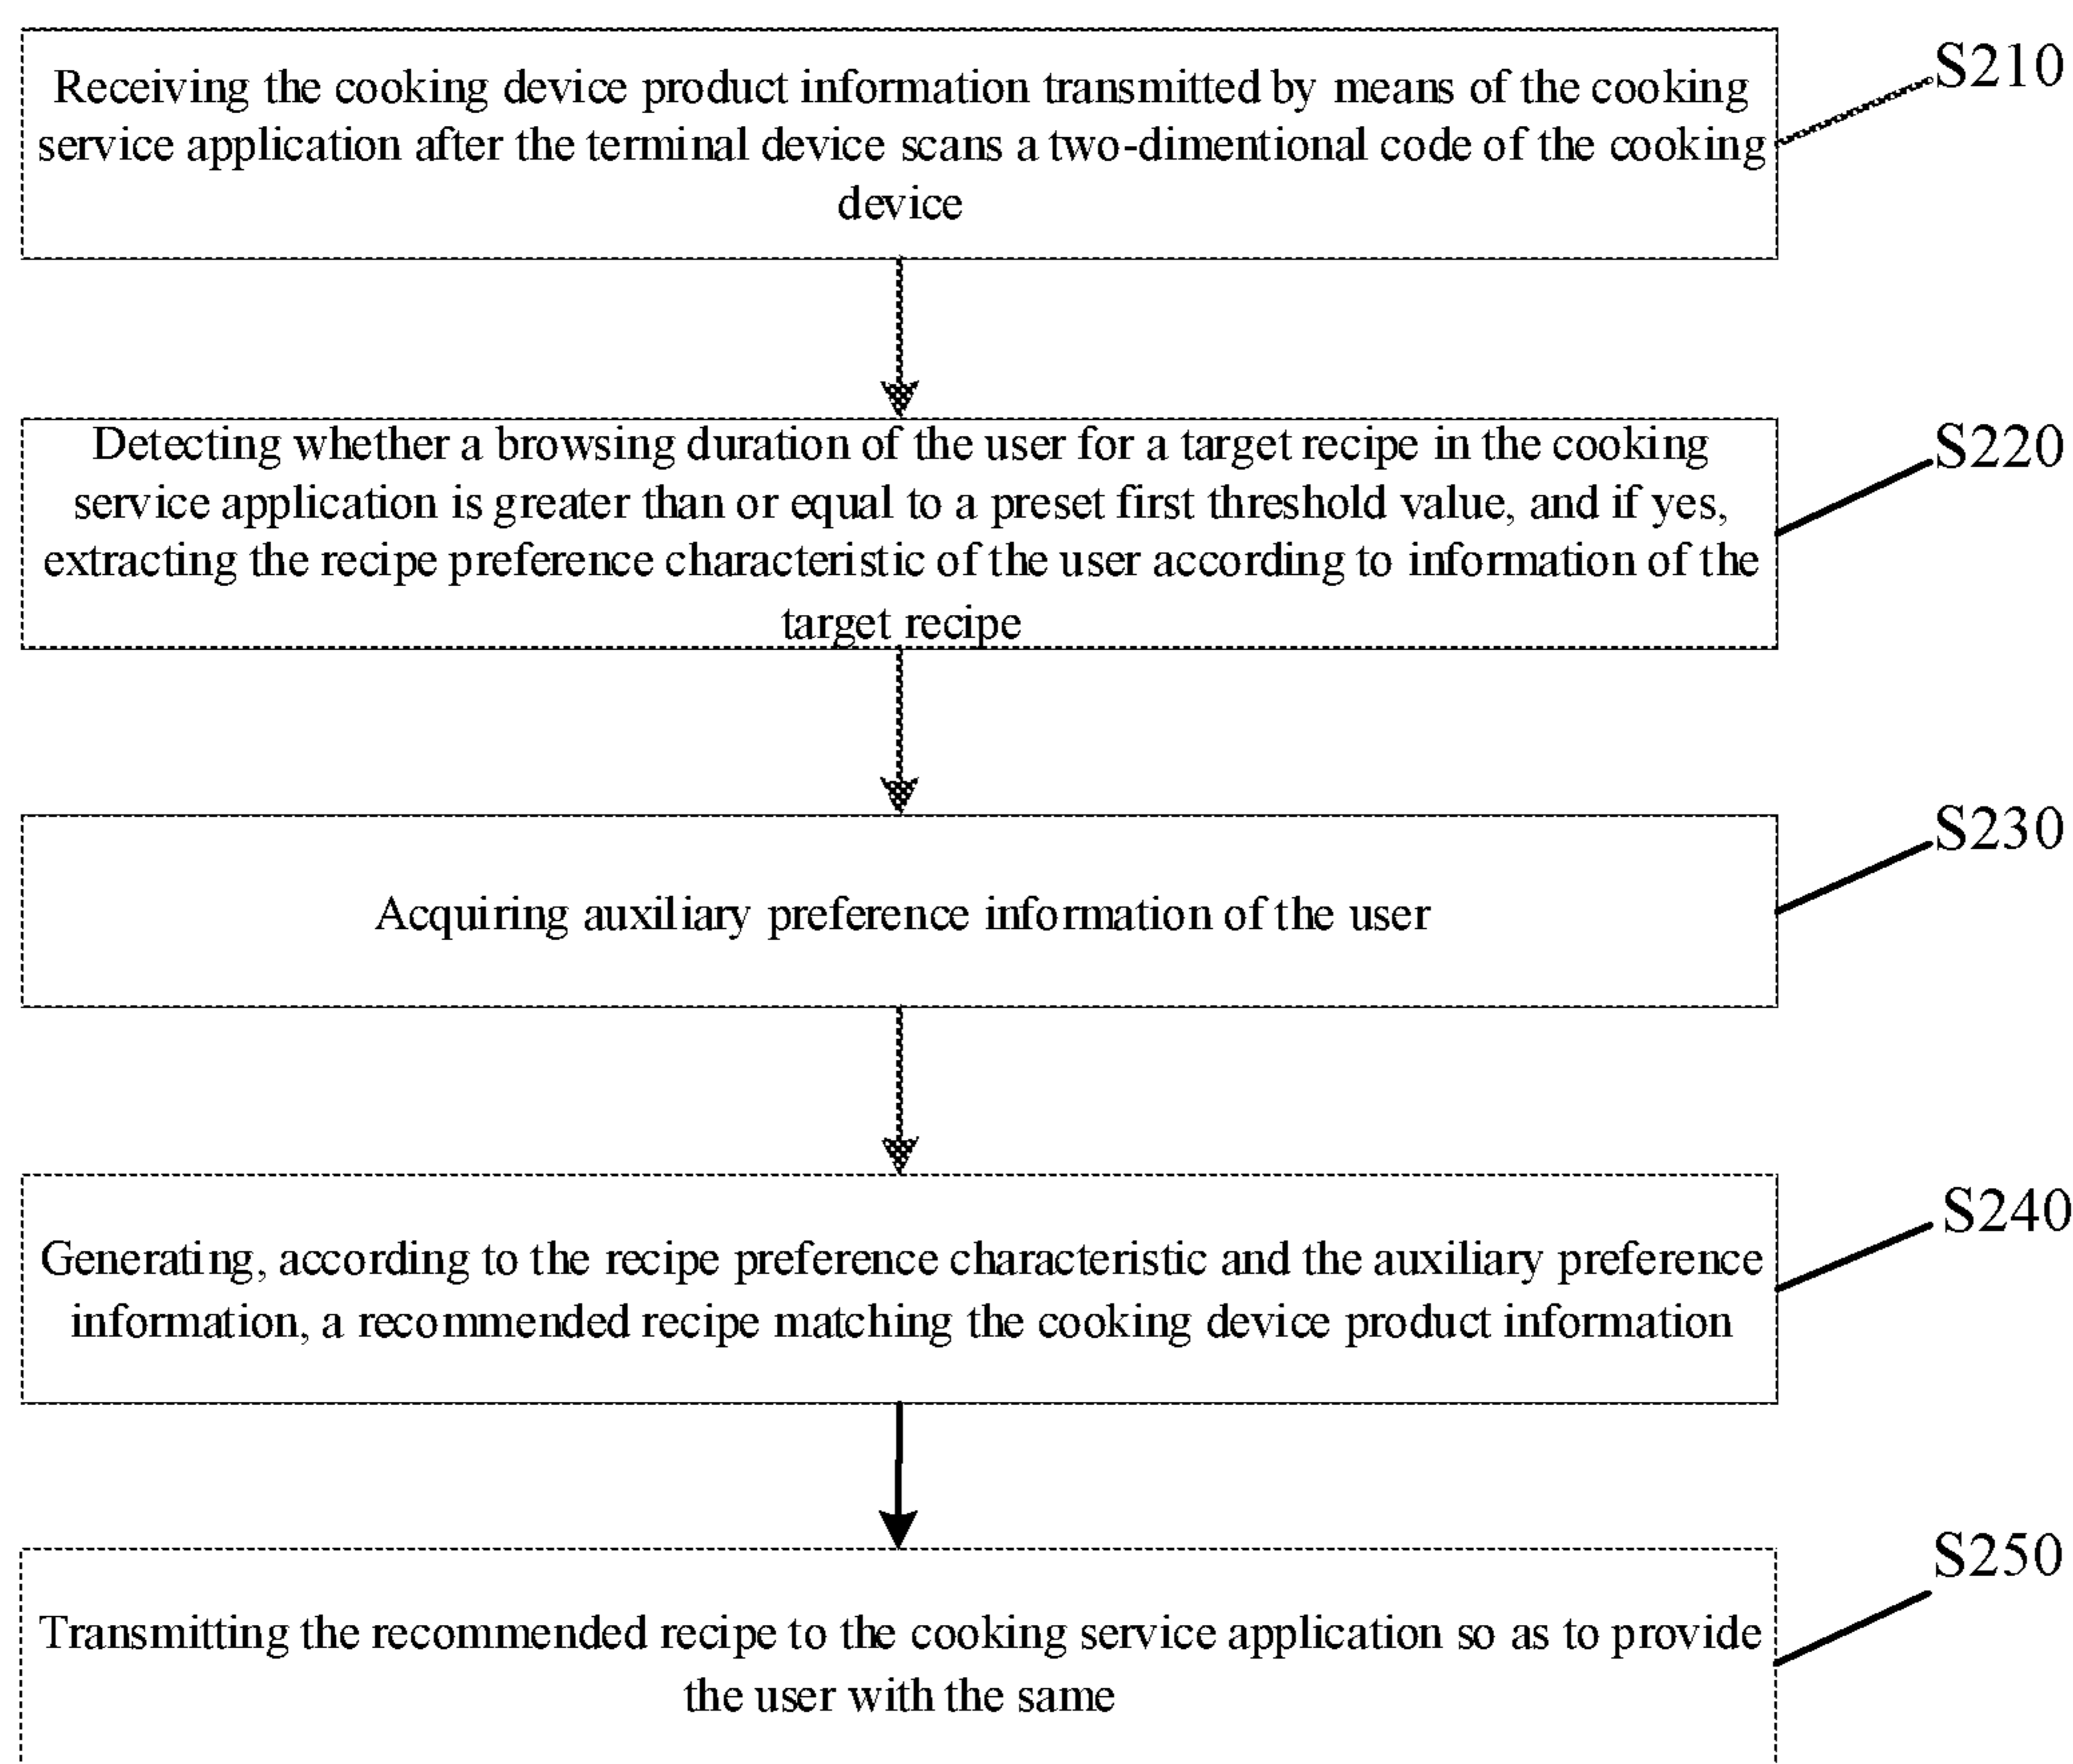 Receiving the cooking device product information transmitted by means of the cooking
service application after the terminal device scans a two-dimentional code of the cooking
device
S210
Detecting whether a browsing duration of the user for a target recipe in the cooking
service application is greater than or equal to a preset first threshold value, and if yes,
extracting the recipe preference characteristic of the user according to information of the
target recipe
S220
Acquiring auxiliary preference information of the user
S230
Generating, according to the recipe preference characteristic and the auxiliary preference
information, a recommended recipe matching the cooking device product information
S240
Transmitting the recommended recipe to the cooking service application so as to provide
the user with the same
S250